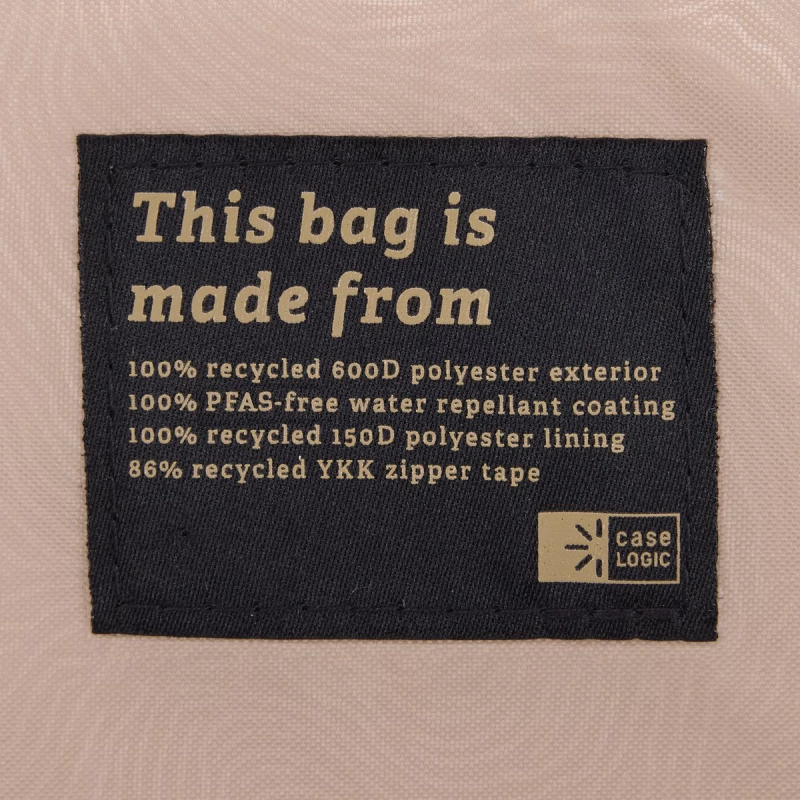 This bag is
made from
100% recycled 600D polyester exterior
100% PFAS-free water repellant coating
100% recycled 150D polyester lining
86% recycled YKK zipper tape
case
LOGIC